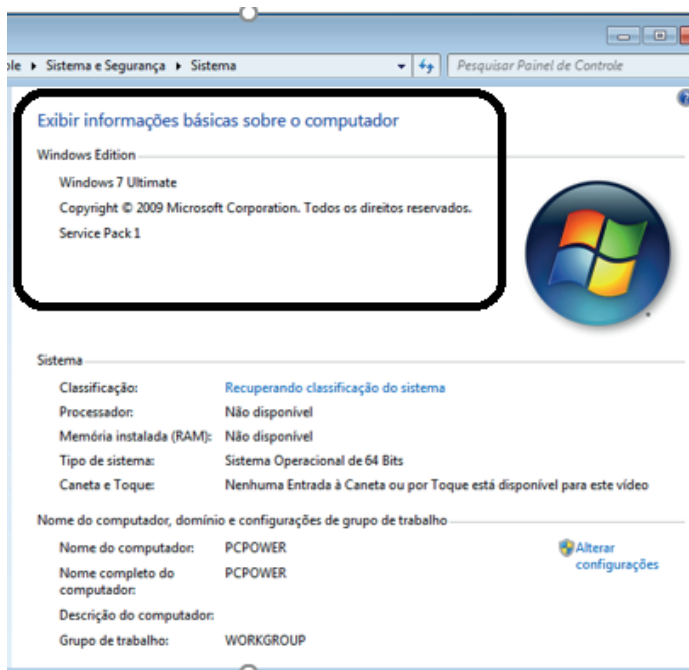 ole ▸ Sistema e Segurança ▸ Sistema
Pesquisar Painel de Controle
Exibir informações básicas sobre o computador
Windows Edition
Windows 7 Ultimate
Copyright © 2009 Microsoft Corporation. Todos os direitos reservados.
Service Pack 1
Sistema
Classificação: Recuperando classificação do sistema
Processador: Não disponível
Memória instalada (RAM): Não disponível
Tipo de sistema: Sistema Operacional de 64 Bits
Caneta e Toque: Nenhuma Entrada à Caneta ou por Toque está disponível para este vídeo
Nome do computador, domínio e configurações de grupo de trabalho
Nome do computador: PCPOWER
Alterar
configurações
Nome completo do
computador:
PCPOWER
Descrição do computador:
Grupo de trabalho: WORKGROUP